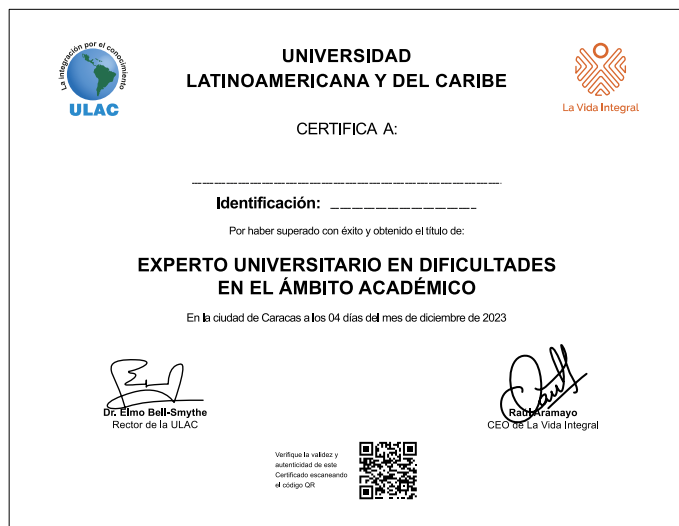 La integración por el conocimiento
ULAC
UNIVERSIDAD
LATINOAMERICANA Y DEL CARIBE
La Vida Integral
CERTIFICA A:
Identificación:
Por haber superado con éxito y obtenido el título de:
EXPERTO UNIVERSITARIO EN DIFICULTADES
EN EL ÁMBITO ACADÉMICO
En la ciudad de Caracas a los 04 días del mes de diciembre de 2023
Dr. Elmo Bell-Smythe
Rector de la ULAC
Raúl Aramayo
CEO de La Vida Integral
Verifique la validez y
autenticidad de este
Certificado escaneando
el código QR